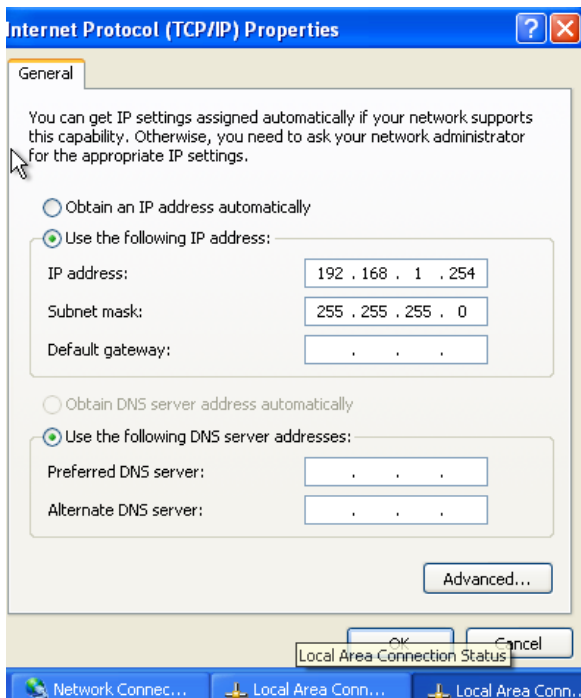 Internet Protocol (TCP/IP) Properties
General
You can get IP settings assigned automatically if your network supports
this capability. Otherwise, you need to ask your network administrator
for the appropriate IP settings.
Obtain an IP address automatically
Use the following IP address:
IP address: 192 . 168 . 1 . 254
Subnet mask: 255 . 255 . 255 . 0
Default gateway: . . .
Obtain DNS server address automatically
Use the following DNS server addresses:
Preferred DNS server: . . .
Alternate DNS server: . . .
Advanced...
OK Cancel
Local Area Connection Status
Network Connec... Local Area Conn... Local Area Conn...